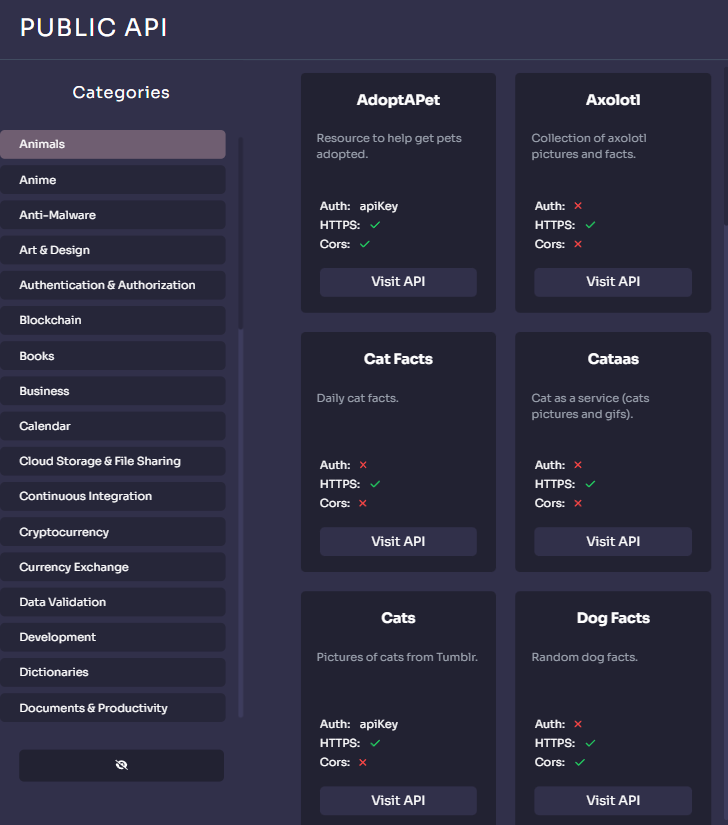 PUBLIC API
Categories
Animals
Anime
Anti-Malware
Art & Design
Authentication & Authorization
Blockchain
Books
Business
Calendar
Cloud Storage & File Sharing
Continuous Integration
Cryptocurrency
Currency Exchange
Data Validation
Development
Dictionaries
Documents & Productivity
AdoptAPet
Resource to help get pets
adopted.
Auth: apiKey
HTTPS:
Cors:
Visit API
Axolotl
Collection of axolotl
pictures and facts.
Auth:
HTTPS:
Cors:
Visit API
Cat Facts
Daily cat facts.
Auth:
HTTPS:
Cors:
Visit API
Cataas
Cat as a service (cats
pictures and gifs).
Auth:
HTTPS:
Cors:
Visit API
Cats
Pictures of cats from Tumblr.
Auth: apiKey
HTTPS:
Cors:
Visit API
Dog Facts
Random dog facts.
Auth:
HTTPS:
Cors:
Visit API